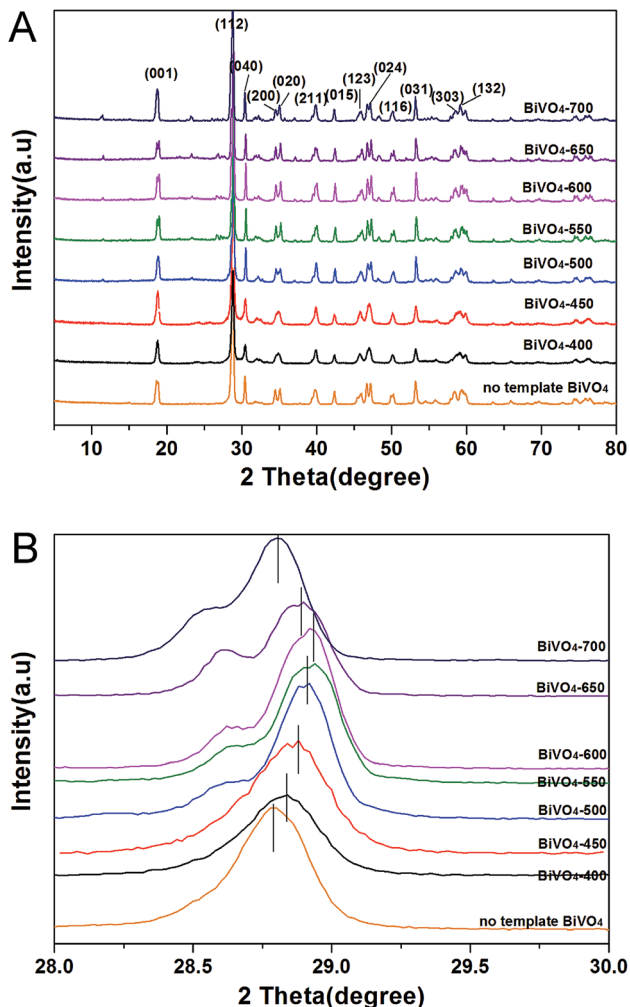 A
(112)
(001)
(040)
(200)
(020)
(211)
(015)
(123)
(024)
(116)
(031)
(303)
(132)
BiVO₄-700
BiVO₄-650
BiVO₄-600
BiVO₄-550
BiVO₄-500
BiVO₄-450
BiVO₄-400
no template BiVO₄
Intensity(a.u)
10 20 30 40 50 60 70 80
2 Theta(degree)
B
BiVO₄-700
BiVO₄-650
BiVO₄-600
BiVO₄-550
BiVO₄-500
BiVO₄-450
BiVO₄-400
no template BiVO₄
Intensity(a.u)
28.0 28.5 29.0 29.5 30.0
2 Theta(degree)